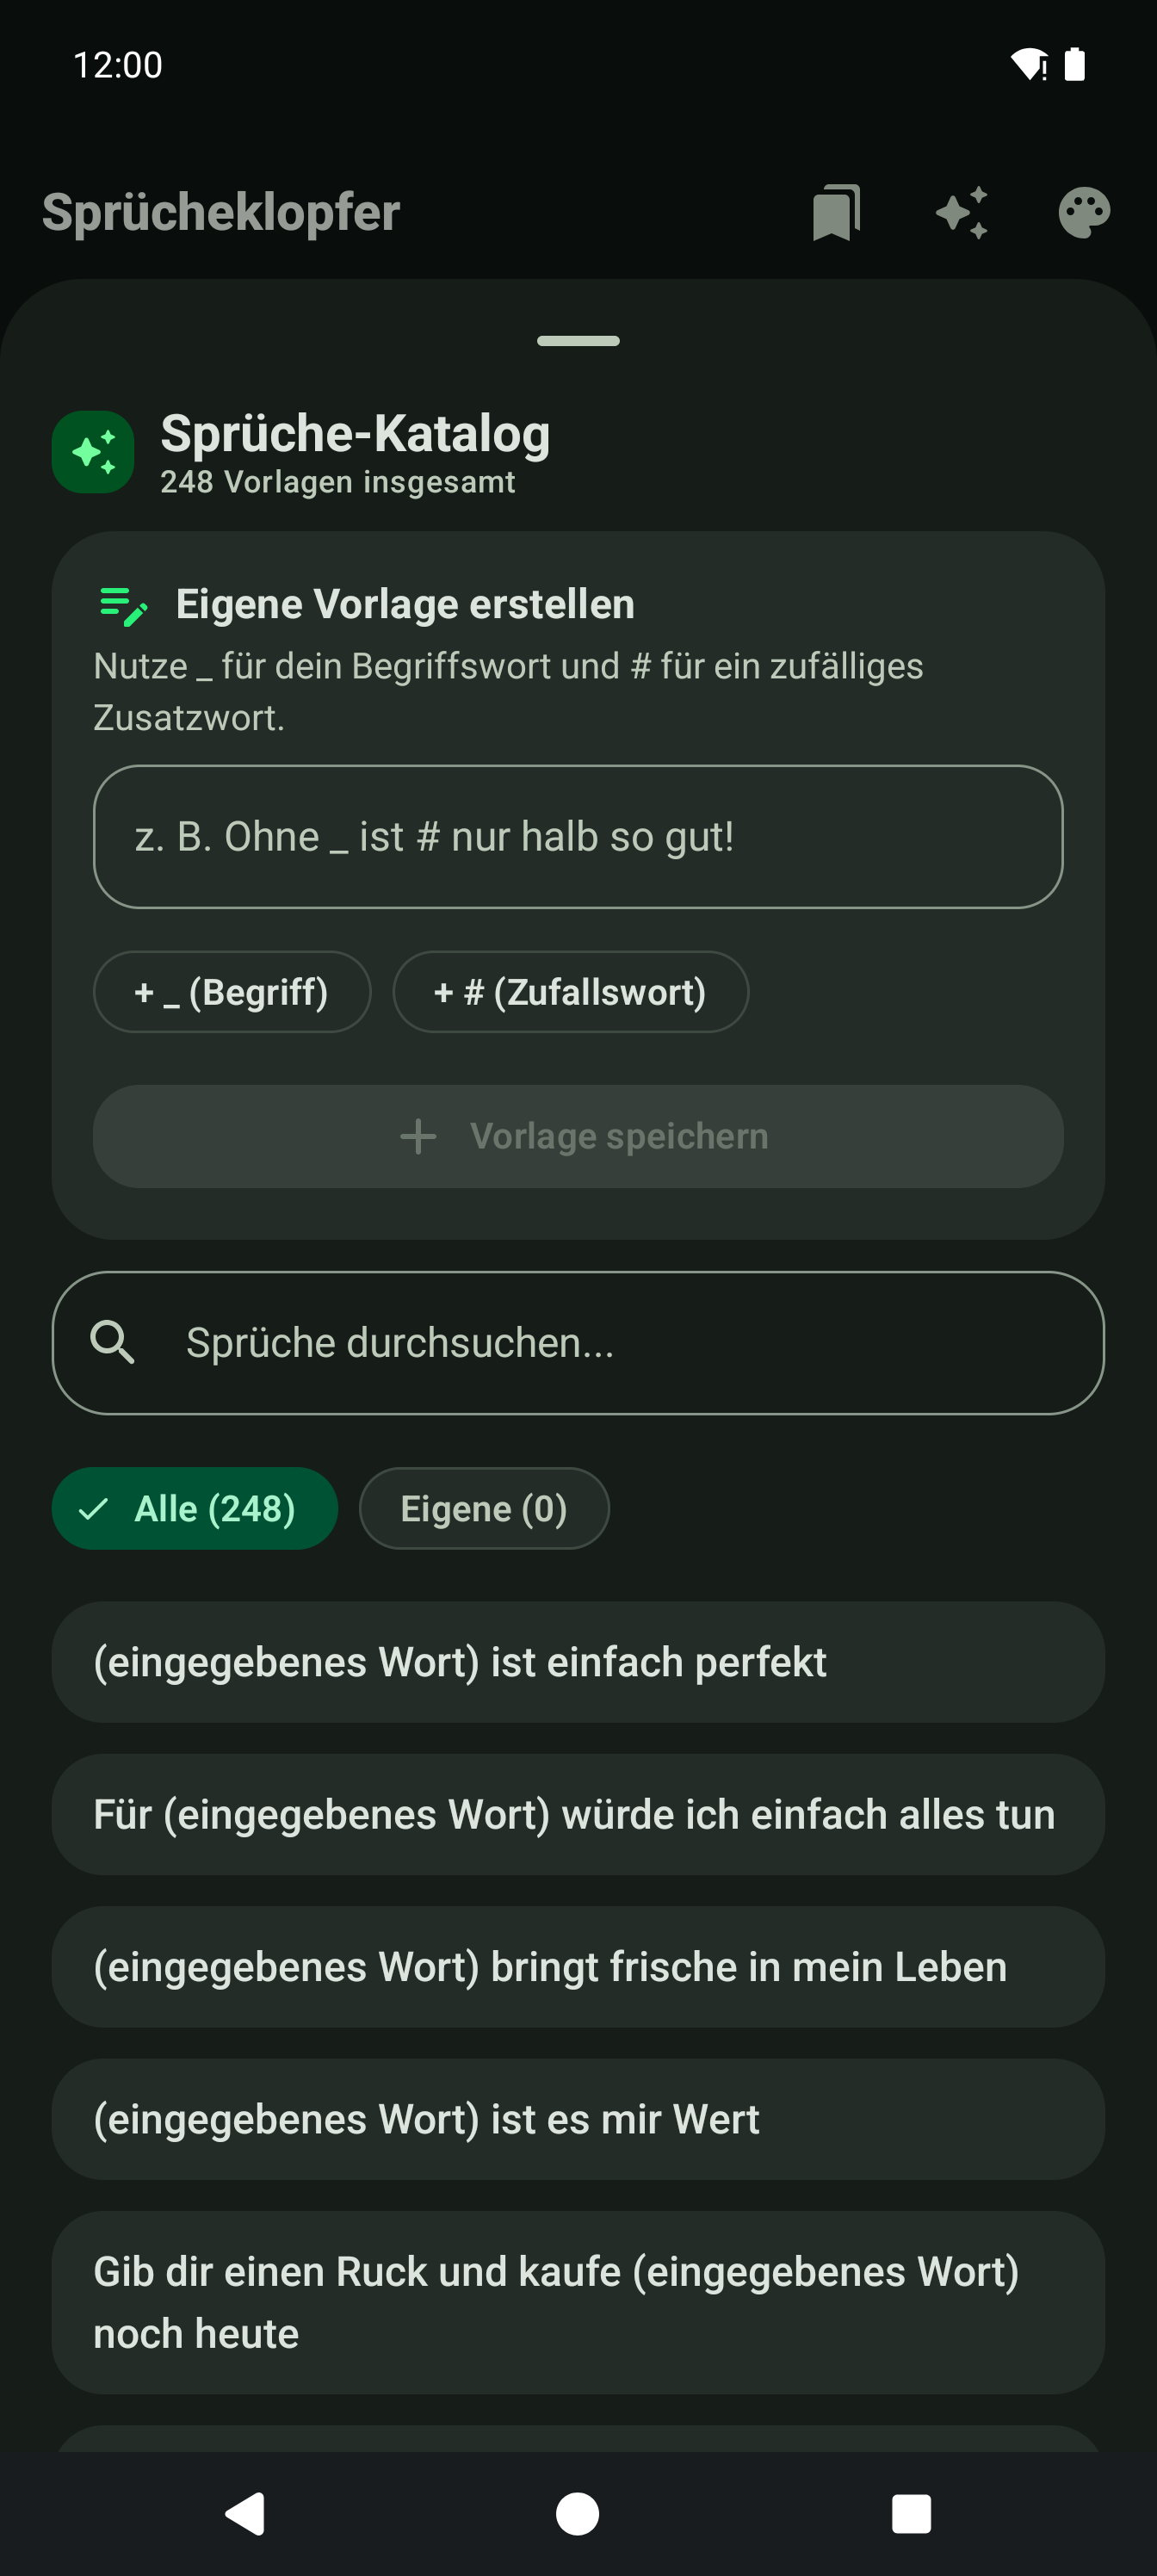 12:00
Sprücheklopfer
Sprüche-Katalog
248 Vorlagen insgesamt
Eigene Vorlage erstellen
Nutze _ für dein Begriffswort und # für ein zufälliges
Zusatzwort.
z. B. Ohne _ ist # nur halb so gut!
+ _ (Begriff)
+ # (Zufallswort)
Vorlage speichern
Sprüche durchsuchen...
Alle (248)
Eigene (0)
(eingegebenes Wort) ist einfach perfekt
Für (eingegebenes Wort) würde ich einfach alles tun
(eingegebenes Wort) bringt frische in mein Leben
(eingegebenes Wort) ist es mir Wert
Gib dir einen Ruck und kaufe (eingegebenes Wort)
noch heute